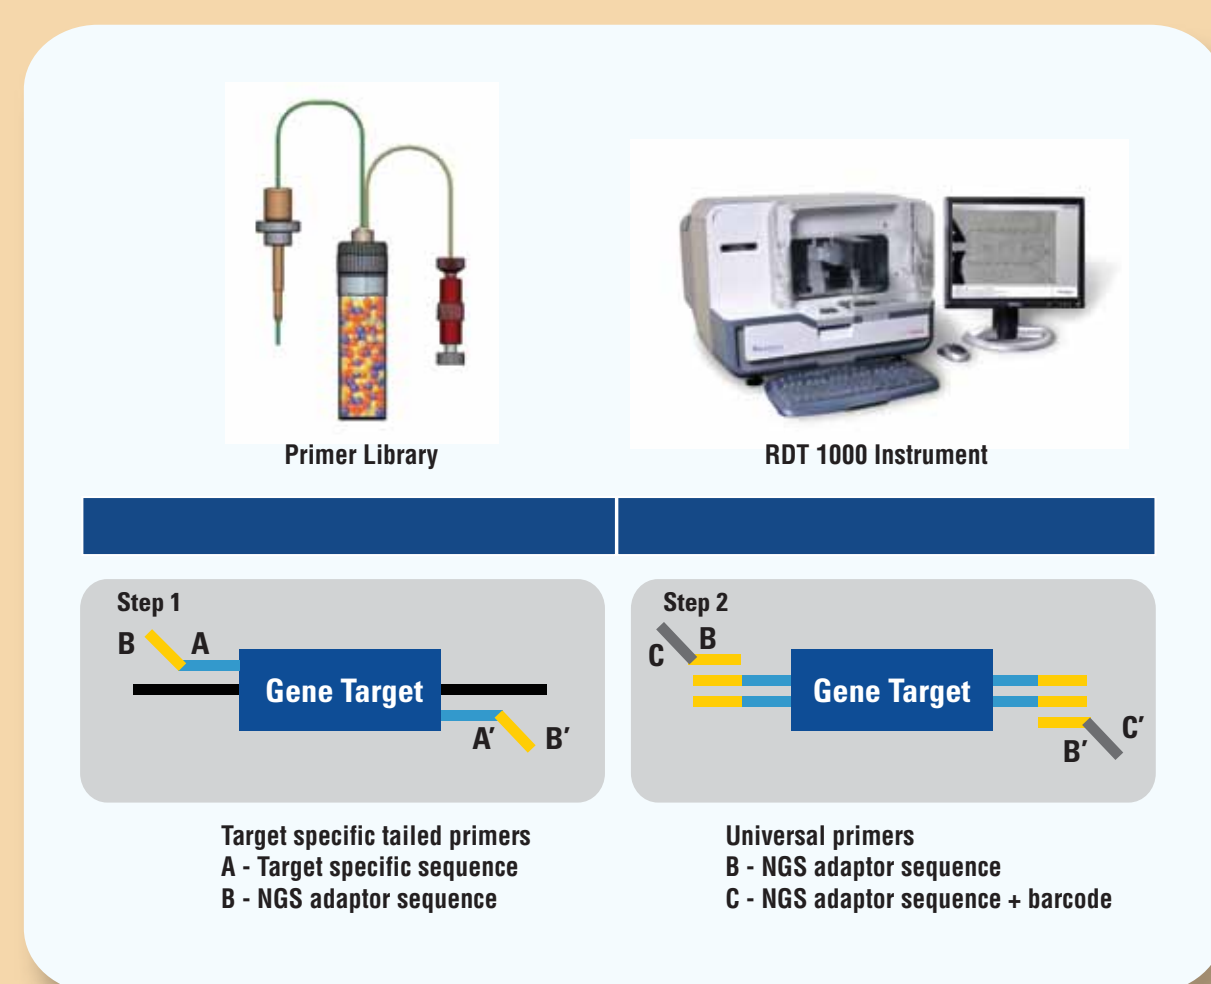 Primer Library
RDT 1000 Instrument
Step 1
B
A
Gene Target
A′
B′
Step 2
C
B
Gene Target
B′
C′
Target specific tailed primers
A - Target specific sequence
B - NGS adaptor sequence
Universal primers
B - NGS adaptor sequence
C - NGS adaptor sequence + barcode